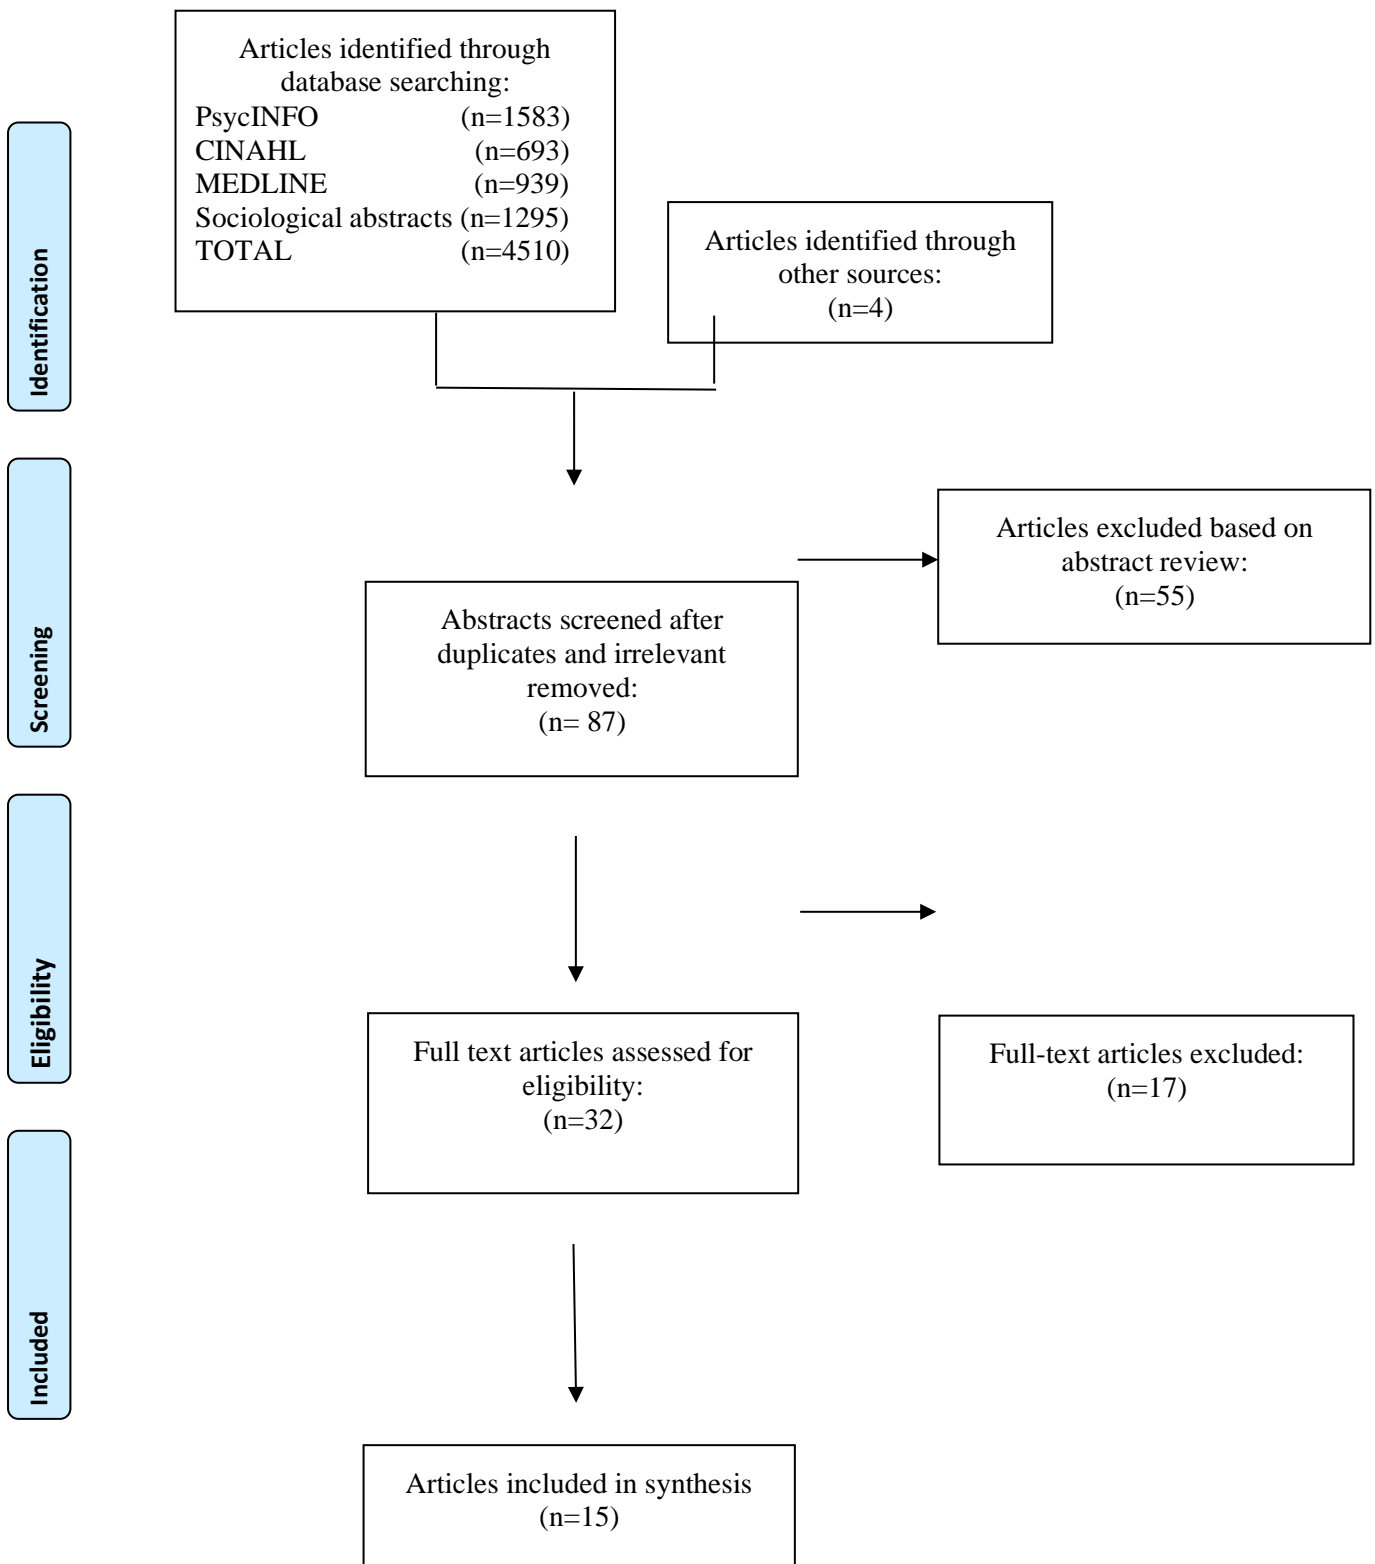 Articles identified through
database searching:
PsycINFO (n=1583)
CINAHL (n=693)
MEDLINE (n=939)
Sociological abstracts (n=1295)
TOTAL (n=4510)
Articles identified through
other sources:
(n=4)
Identification
Articles excluded based on
abstract review:
(n=55)
Abstracts screened after
duplicates and irrelevant
removed:
(n= 87)
Screening
Full text articles assessed for
eligibility:
(n=32)
Full-text articles excluded:
(n=17)
Eligibility
Included
Articles included in synthesis
(n=15)